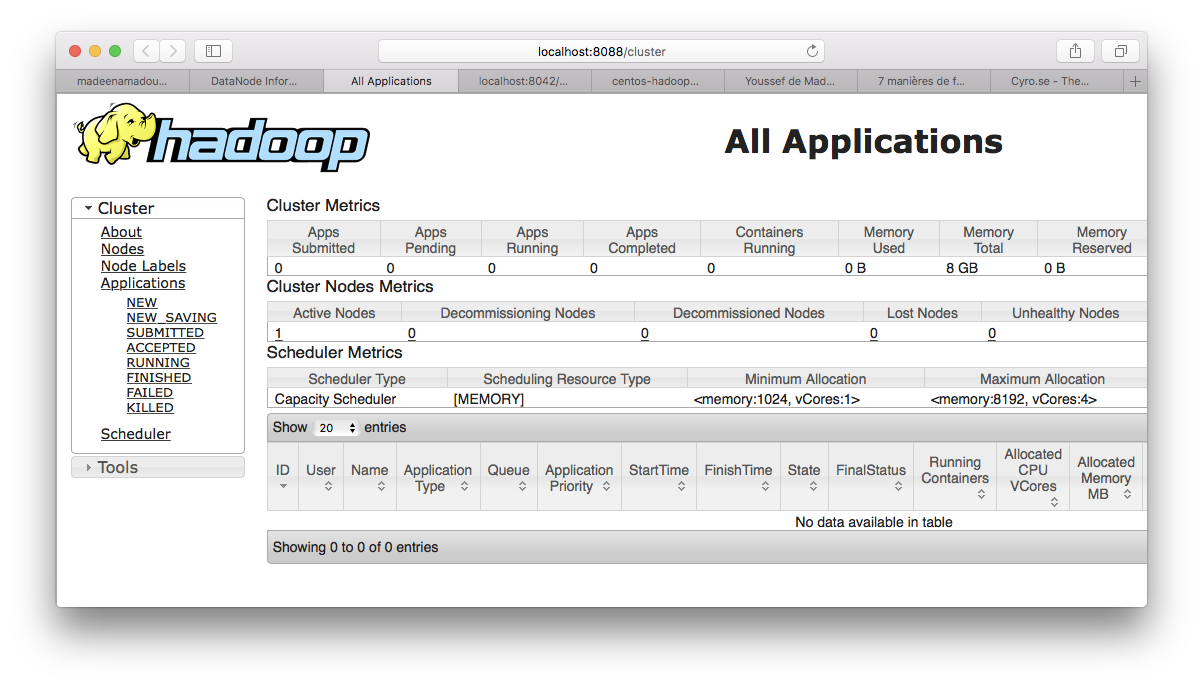 localhost:8088/cluster
madeenamadou... DataNode Infor... All Applications localhost:8042/... centos-hadoop... Youssef de Mad... 7 manières de f... Cyro.se - The... +
hadoop
All Applications
Cluster
About
Nodes
Node Labels
Applications
NEW
NEW_SAVING
SUBMITTED
ACCEPTED
RUNNING
FINISHED
FAILED
KILLED
Scheduler
Tools
Cluster Metrics
Apps Submitted Apps Pending Apps Running Apps Completed Containers Running Memory Used Memory Total Memory Reserved
0 0 0 0 0 0 B 8 GB 0 B
Cluster Nodes Metrics
Active Nodes Decommissioning Nodes Decommissioned Nodes Lost Nodes Unhealthy Nodes
1 0 0 0 0
Scheduler Metrics
Scheduler Type Scheduling Resource Type Minimum Allocation Maximum Allocation
Capacity Scheduler [MEMORY] <memory:1024, vCores:1> <memory:8192, vCores:4>
Show 20 entries
ID User Name Application Type Queue Application Priority StartTime FinishTime State FinalStatus Running Containers Allocated CPU VCores Allocated Memory MB
No data available in table
Showing 0 to 0 of 0 entries